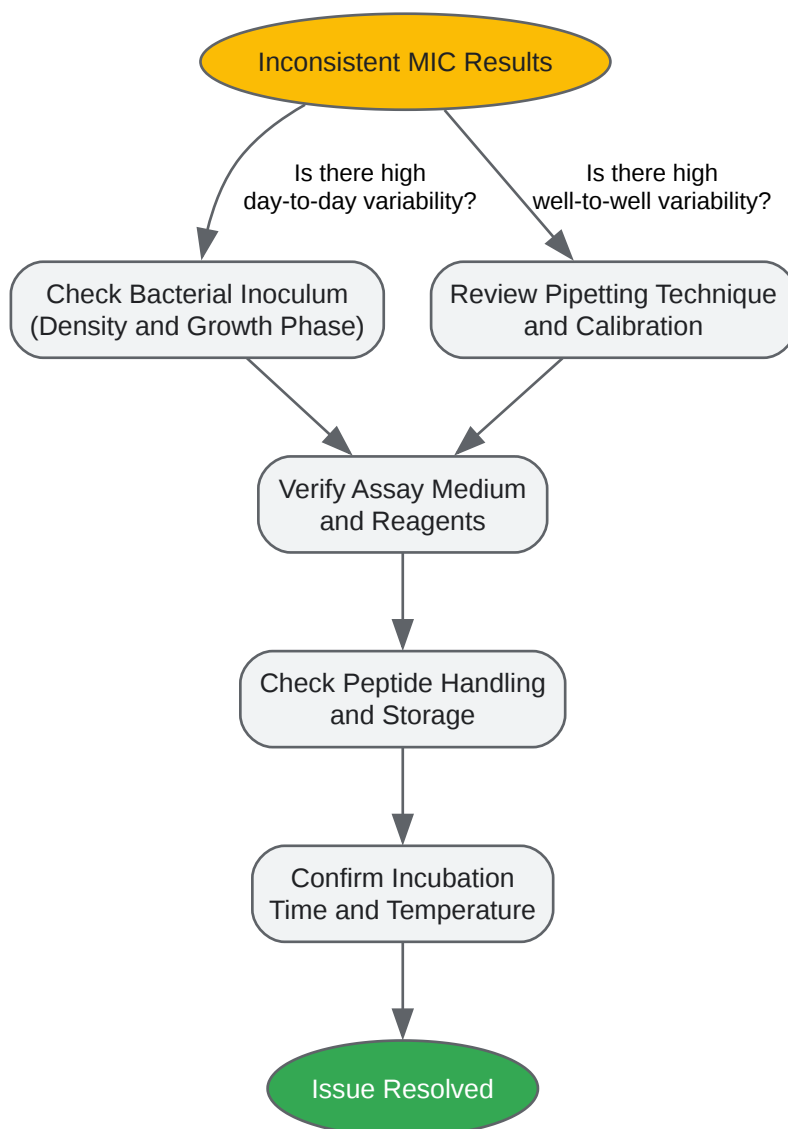 Inconsistent MIC Results
Is there high
day-to-day variability?
Is there high
well-to-well variability?
Check Bacterial Inoculum
(Density and Growth Phase)
Review Pipetting Technique
and Calibration
Verify Assay Medium
and Reagents
Check Peptide Handling
and Storage
Confirm Incubation
Time and Temperature
Issue Resolved